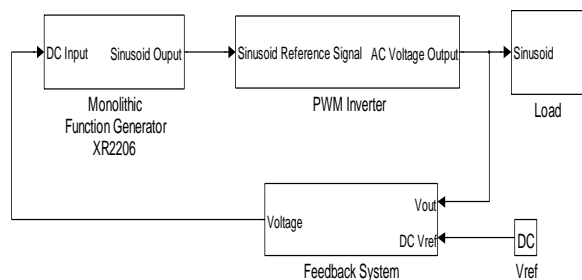 DC Input
Sinusoid Ouput
Monolithic
Function Generator
XR2206
Sinusoid Reference Signal
AC Voltage Output
PWM Inverter
Sinusoid
Load
Voltage
Vout
DC Vref
Feedback System
DC
Vref